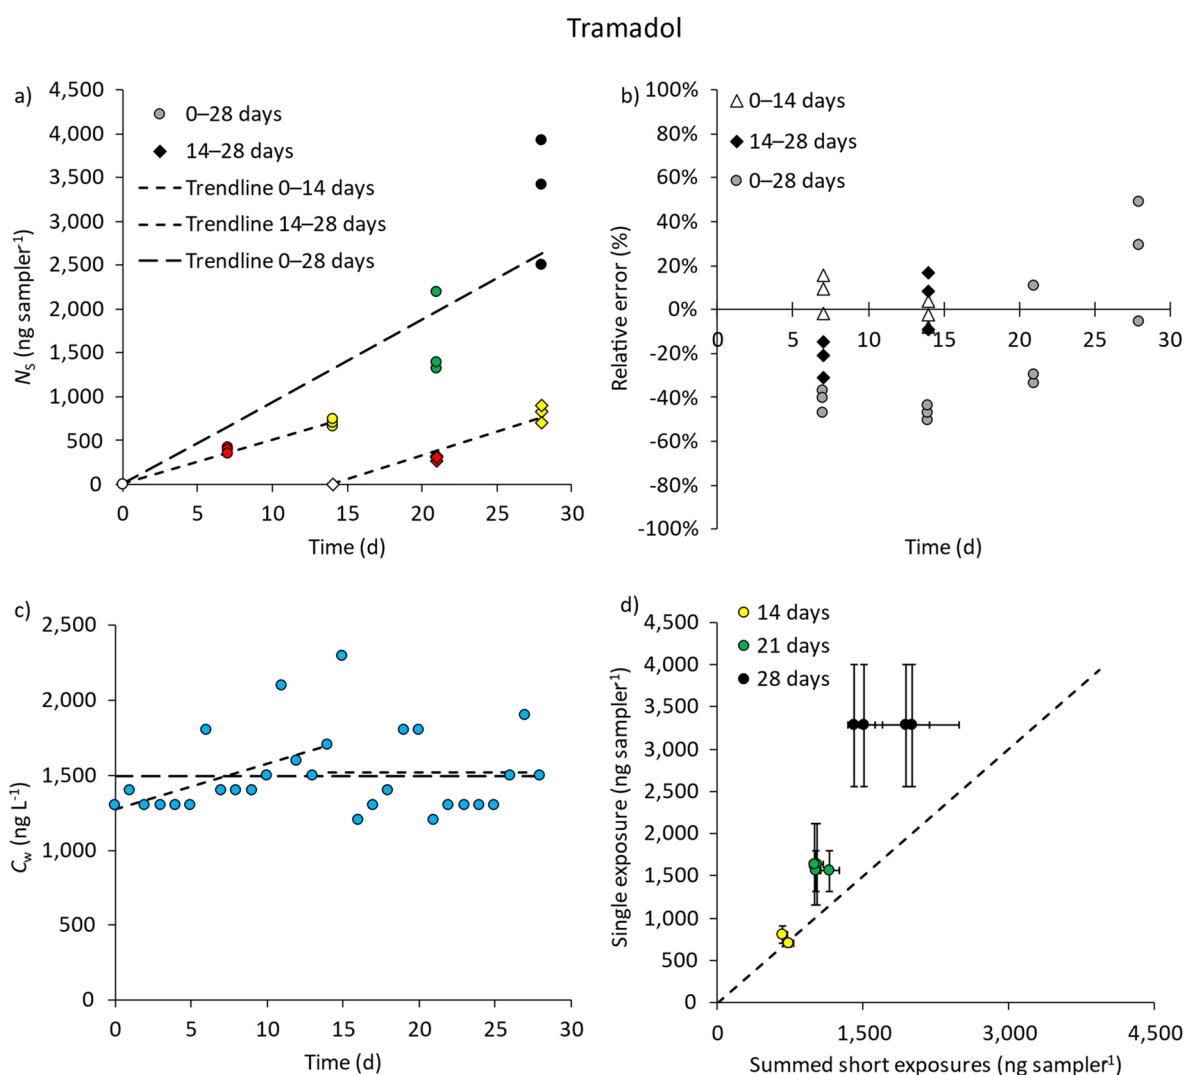 Tramadol
a)
4,500
4,000
3,500
3,000
2,500
2,000
1,500
1,000
500
0
0 5 10 15 20 25 30
N_S (ng sampler⁻¹)
Time (d)
0–28 days
14–28 days
Trendline 0–14 days
Trendline 14–28 days
Trendline 0–28 days
b)
100%
80%
60%
40%
20%
0%
-20%
-40%
-60%
-80%
-100%
0 5 10 15 20 25 30
Relative error (%)
Time (d)
0–14 days
14–28 days
0–28 days
c)
2,500
2,000
1,500
1,000
500
0
0 5 10 15 20 25 30
C_w (ng L⁻¹)
Time (d)
d)
4,500
4,000
3,500
3,000
2,500
2,000
1,500
1,000
500
0
0 1,500 3,000 4,500
Single exposure (ng sampler¹)
Summed short exposures (ng sampler¹)
14 days
21 days
28 days